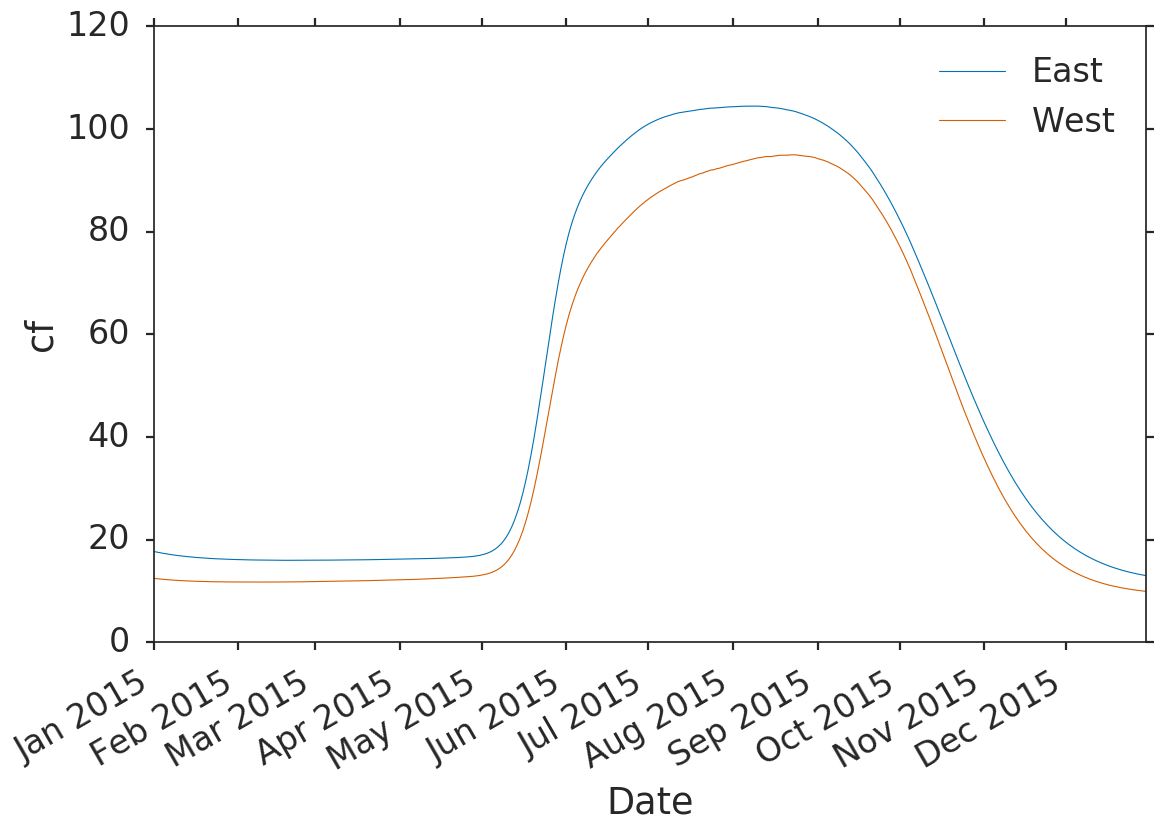 120
100
80
60
40
20
0
cf
East
West
Jan 2015
Feb 2015
Mar 2015
Apr 2015
May 2015
Jun 2015
Jul 2015
Aug 2015
Sep 2015
Oct 2015
Nov 2015
Dec 2015
Date